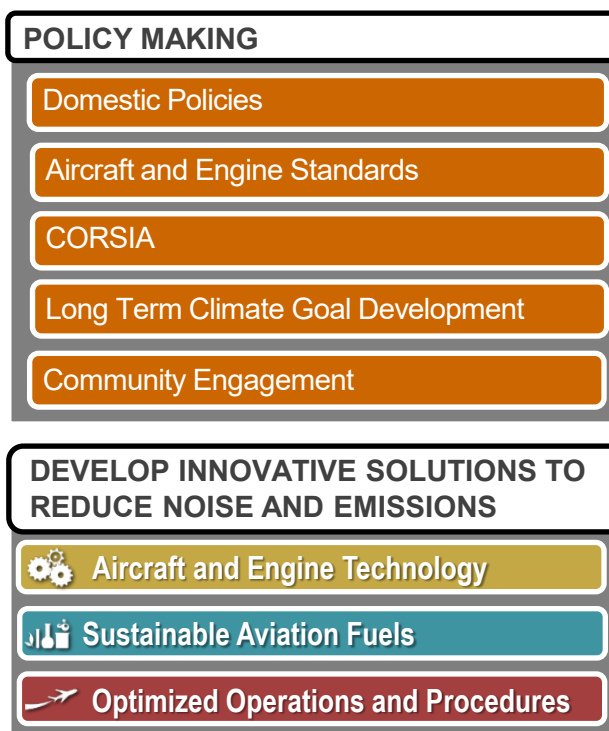 POLICY MAKING
Domestic Policies
Aircraft and Engine Standards
CORSIA
Long Term Climate Goal Development
Community Engagement
DEVELOP INNOVATIVE SOLUTIONS TO
REDUCE NOISE AND EMISSIONS
Aircraft and Engine Technology
Sustainable Aviation Fuels
Optimized Operations and Procedures